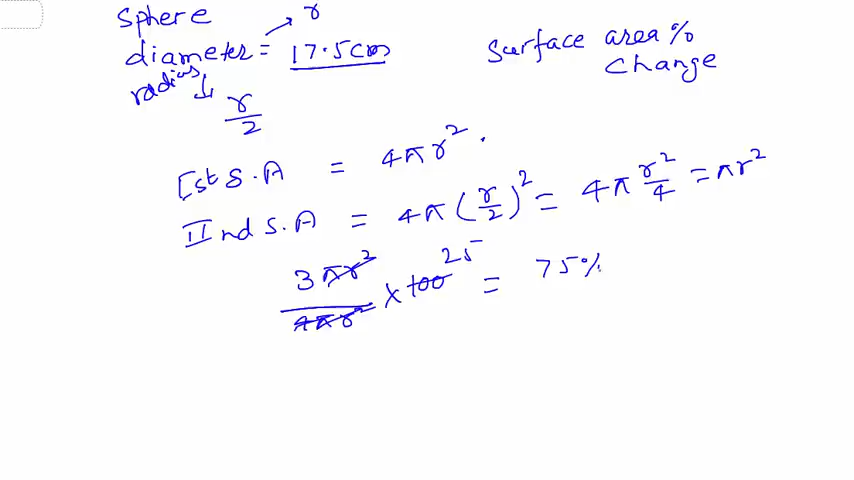 Sphere r
diameter = 17.5cm
radius r/2
Surface area %
change
Ist S.A = 4πr².
IInd S.A = 4π(r/2)² = 4π r²/4 = πr²
3πr²/4πr² × 100 25 = 75%